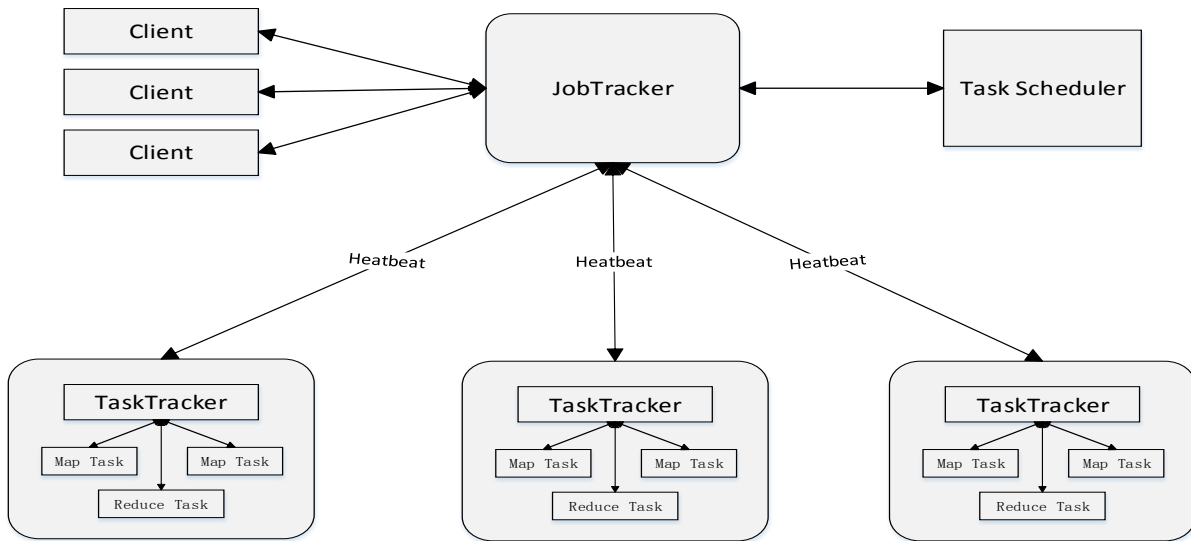 Client
Client
Client
JobTracker
Task Scheduler
Heatbeat
Heatbeat
Heatbeat
TaskTracker
Map Task
Map Task
Reduce Task
TaskTracker
Map Task
Map Task
Reduce Task
TaskTracker
Map Task
Map Task
Reduce Task